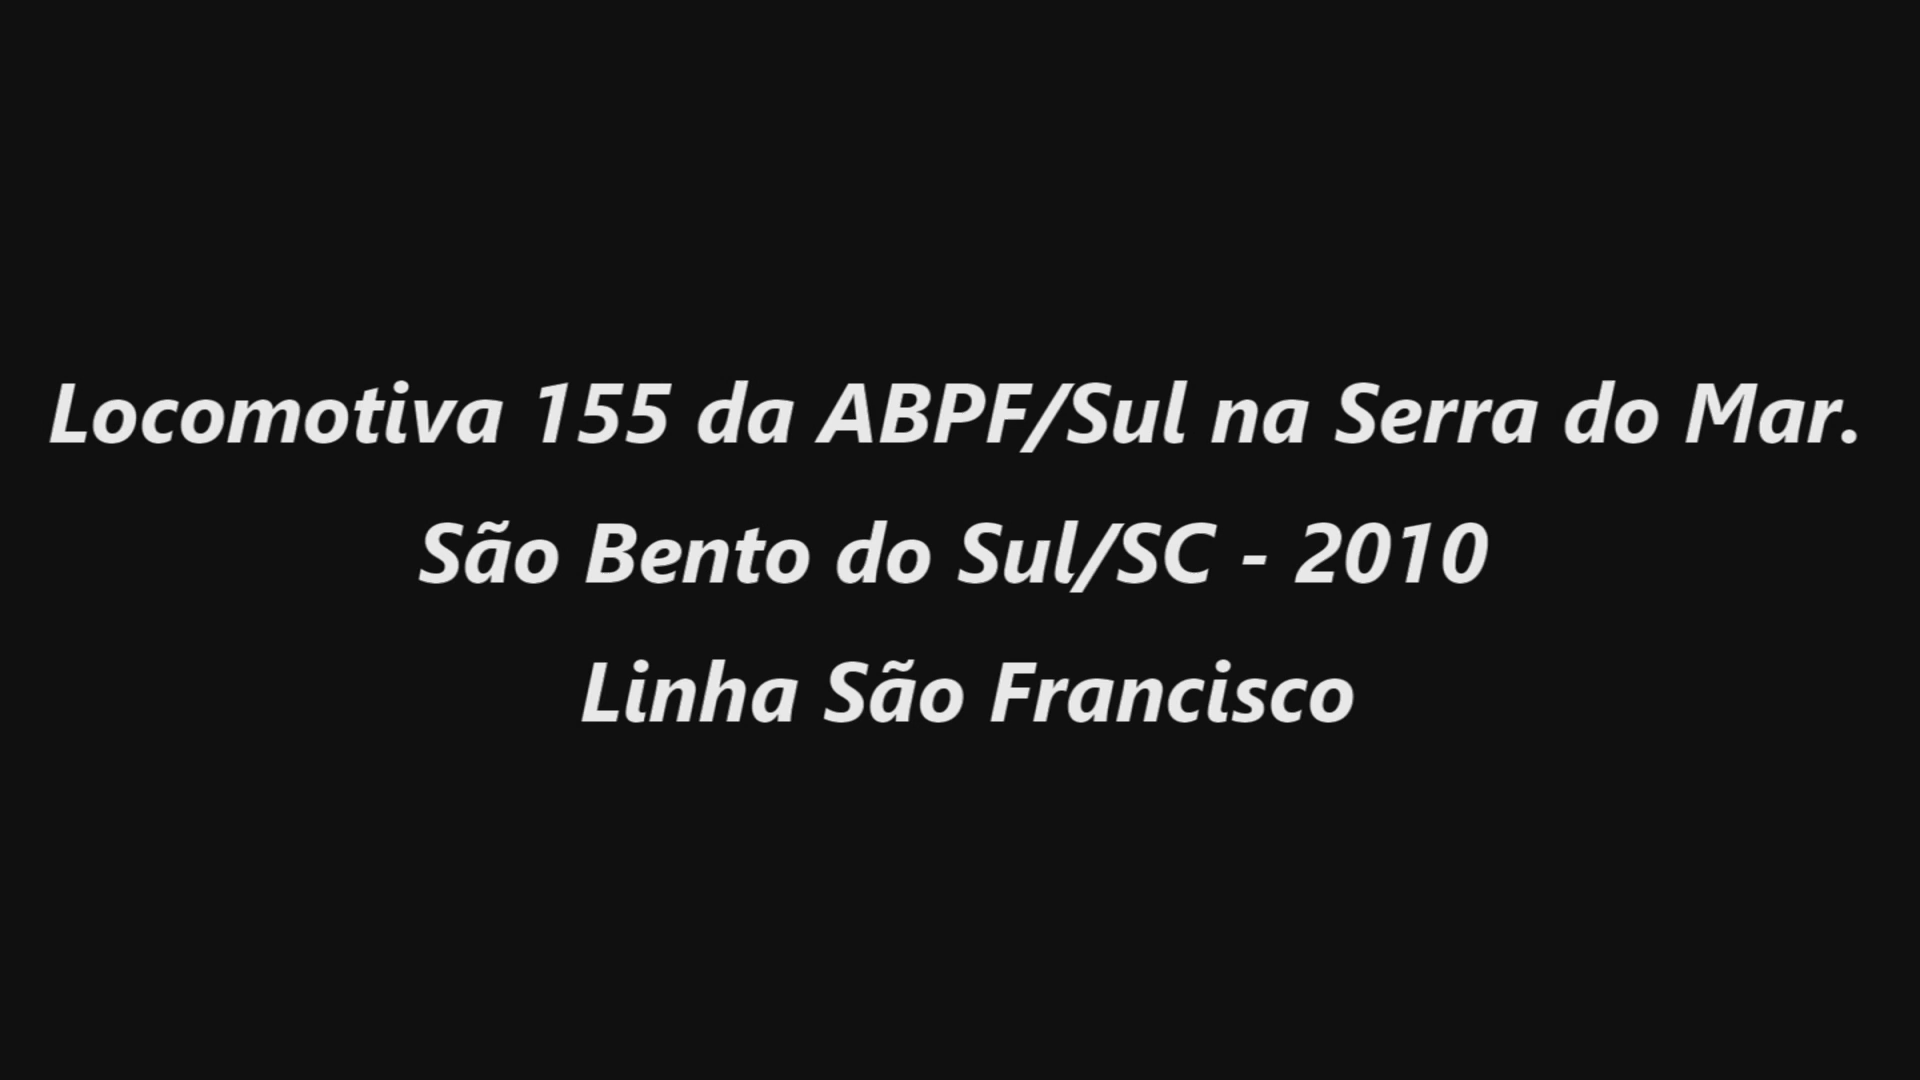 Locomotiva 155 da ABPF/Sul na Serra do Mar.
São Bento do Sul/SC - 2010
Linha São Francisco